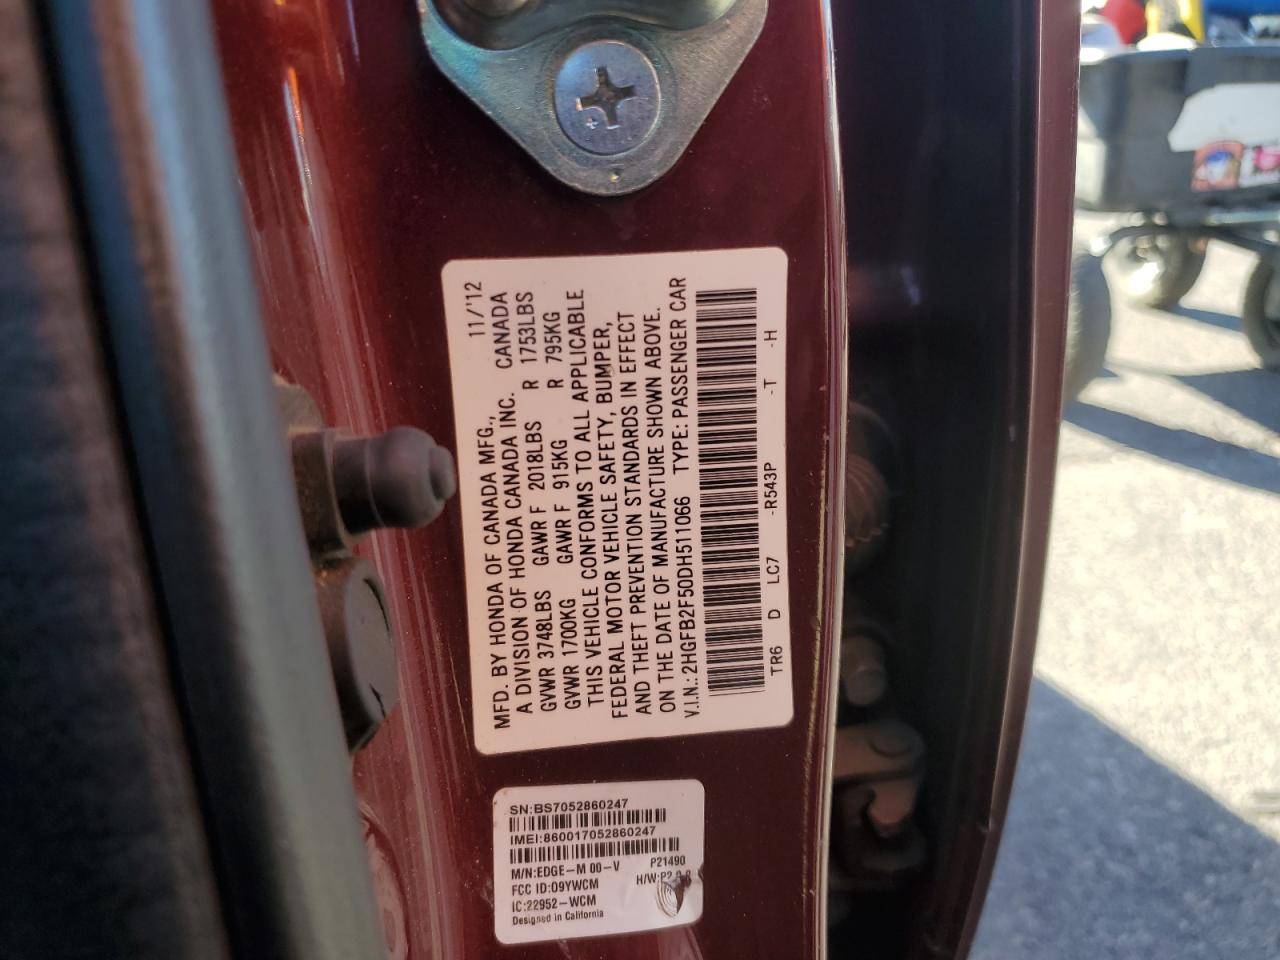 11/'12
MFD. BY HONDA OF CANADA MFG.,
A DIVISION OF HONDA CANADA INC. CANADA
GVWR 3748LBS GAWR F 2018LBS R 1753LBS
GVWR 1700KG GAWR F 915KG R 795KG
THIS VEHICLE CONFORMS TO ALL APPLICABLE
FEDERAL MOTOR VEHICLE SAFETY, BUMPER,
AND THEFT PREVENTION STANDARDS IN EFFECT
ON THE DATE OF MANUFACTURE SHOWN ABOVE.
V.I.N.: 2HGFB2F50DH511066 TYPE: PASSENGER CAR
TR6 D LC7 -R543P -T -H
SN:BS7052860247
IMEI:860017052860247
M/N:EDGE-M 00-V P21490
FCC ID:O9YWCM H/W:P2
IC:22952-WCM
Designed in California